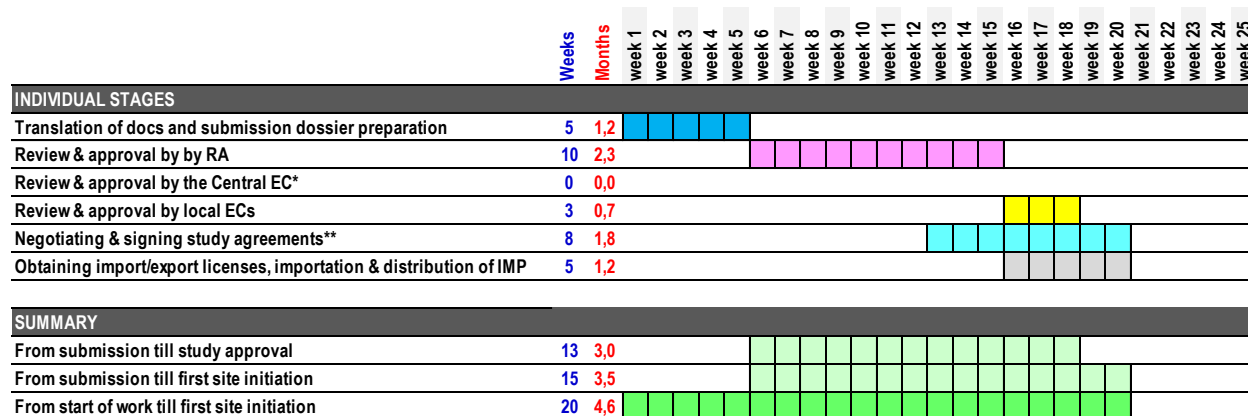 Weeks Months week 1 week 2 week 3 week 4 week 5 week 6 week 7 week 8 week 9 week 10 week 11 week 12 week 13 week 14 week 15 week 16 week 17 week 18 week 19 week 20 week 21 week 22 week 23 week 24 week 25
INDIVIDUAL STAGES
Translation of docs and submission dossier preparation 5 1,2
Review & approval by by RA 10 2,3
Review & approval by the Central EC* 0 0,0
Review & approval by local ECs 3 0,7
Negotiating & signing study agreements** 8 1,8
Obtaining import/export licenses, importation & distribution of IMP 5 1,2
SUMMARY
From submission till study approval 13 3,0
From submission till first site initiation 15 3,5
From start of work till first site initiation 20 4,6